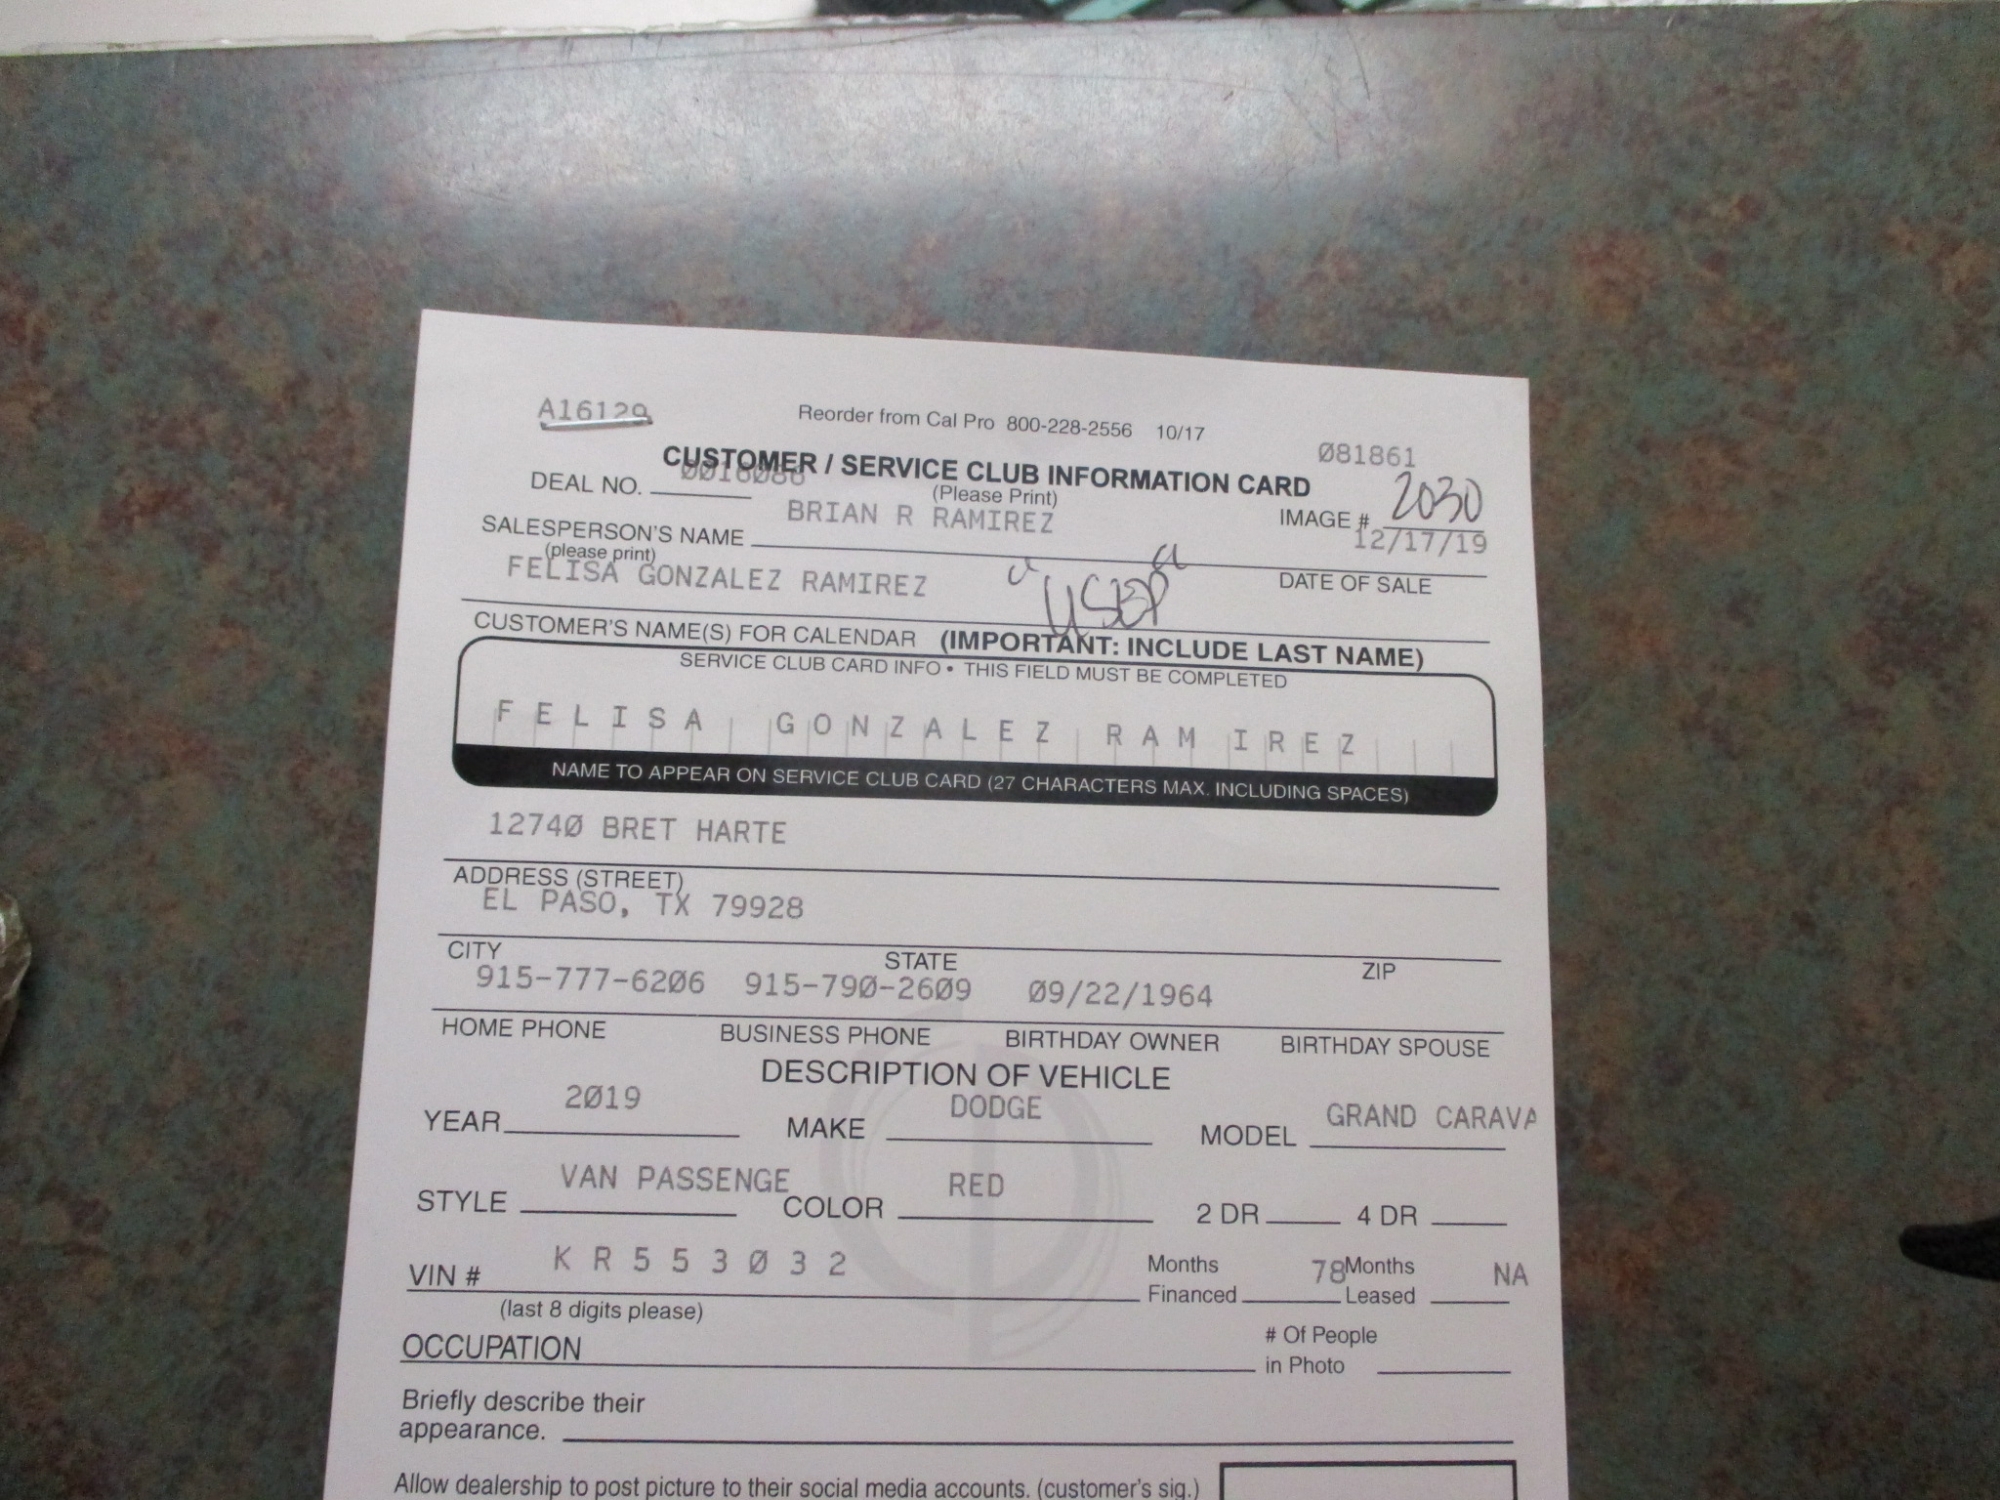 A16129 Reorder from Cal Pro 800-228-2556 10/17
081861
CUSTOMER / SERVICE CLUB INFORMATION CARD
DEAL NO. 0016086 (Please Print) IMAGE # 2030
SALESPERSON'S NAME BRIAN R RAMIREZ 12/17/19
(please print) DATE OF SALE
FELISA GONZALEZ RAMIREZ "USED"
CUSTOMER'S NAME(S) FOR CALENDAR (IMPORTANT: INCLUDE LAST NAME)
SERVICE CLUB CARD INFO • THIS FIELD MUST BE COMPLETED
FELISA GONZALEZ RAMIREZ
NAME TO APPEAR ON SERVICE CLUB CARD (27 CHARACTERS MAX. INCLUDING SPACES)
12740 BRET HARTE
ADDRESS (STREET)
EL PASO, TX 79928
CITY STATE ZIP
915-777-6206 915-790-2609 09/22/1964
HOME PHONE BUSINESS PHONE BIRTHDAY OWNER BIRTHDAY SPOUSE
DESCRIPTION OF VEHICLE
YEAR 2019 MAKE DODGE MODEL GRAND CARAVA
STYLE VAN PASSENGE COLOR RED 2 DR 4 DR
VIN # KR553032 Months Financed 78 Months Leased NA
(last 8 digits please)
OCCUPATION # Of People in Photo
Briefly describe their
appearance.
Allow dealership to post picture to their social media accounts. (customer's sig.)